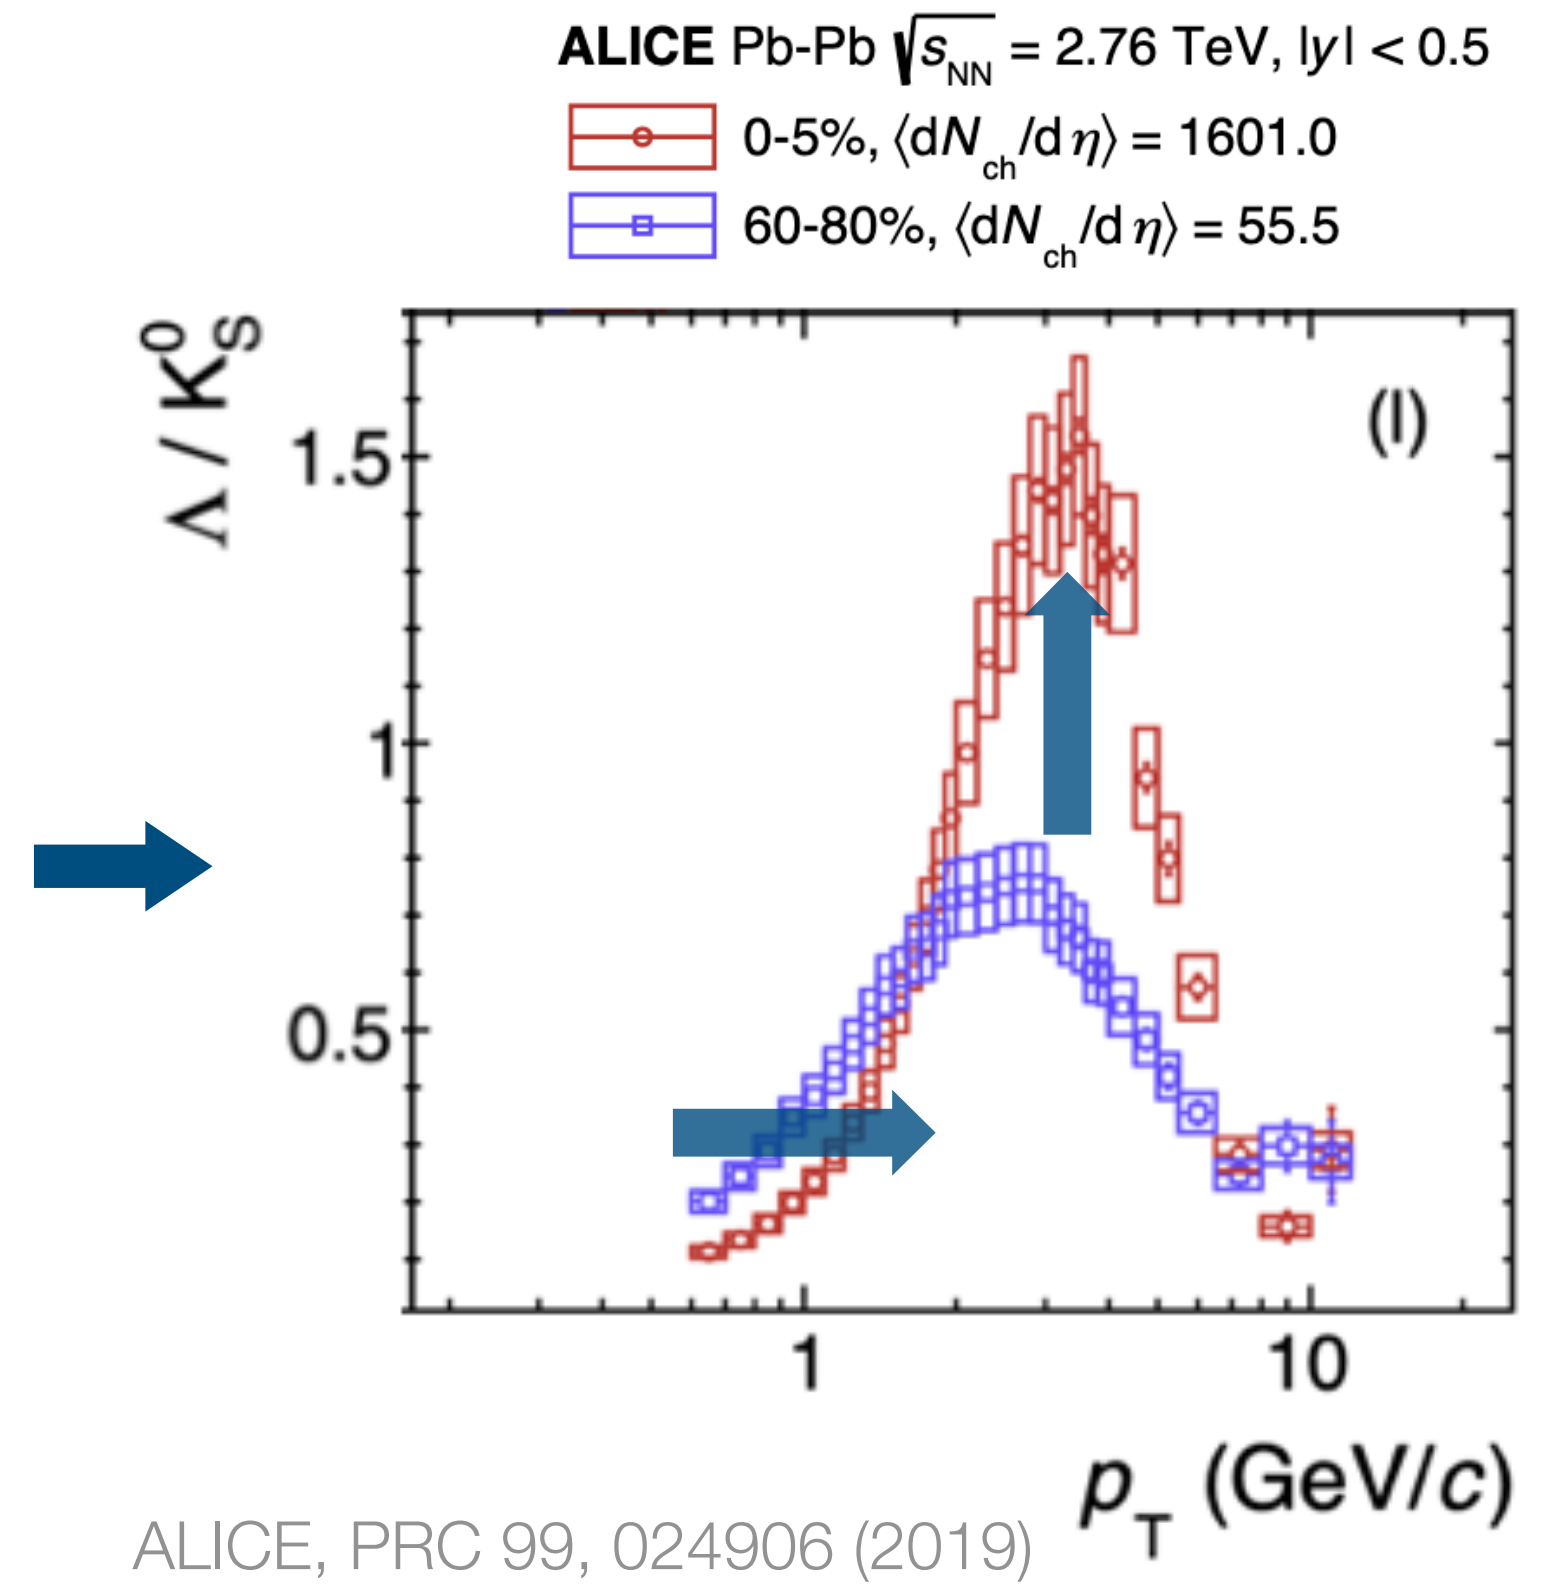 ALICE Pb-Pb √sNN = 2.76 TeV, |y| < 0.5
0-5%, ⟨dNch/dη⟩ = 1601.0
60-80%, ⟨dNch/dη⟩ = 55.5
Λ / K0S
(l)
1.5
1
0.5
1 10
pT (GeV/c)
ALICE, PRC 99, 024906 (2019)